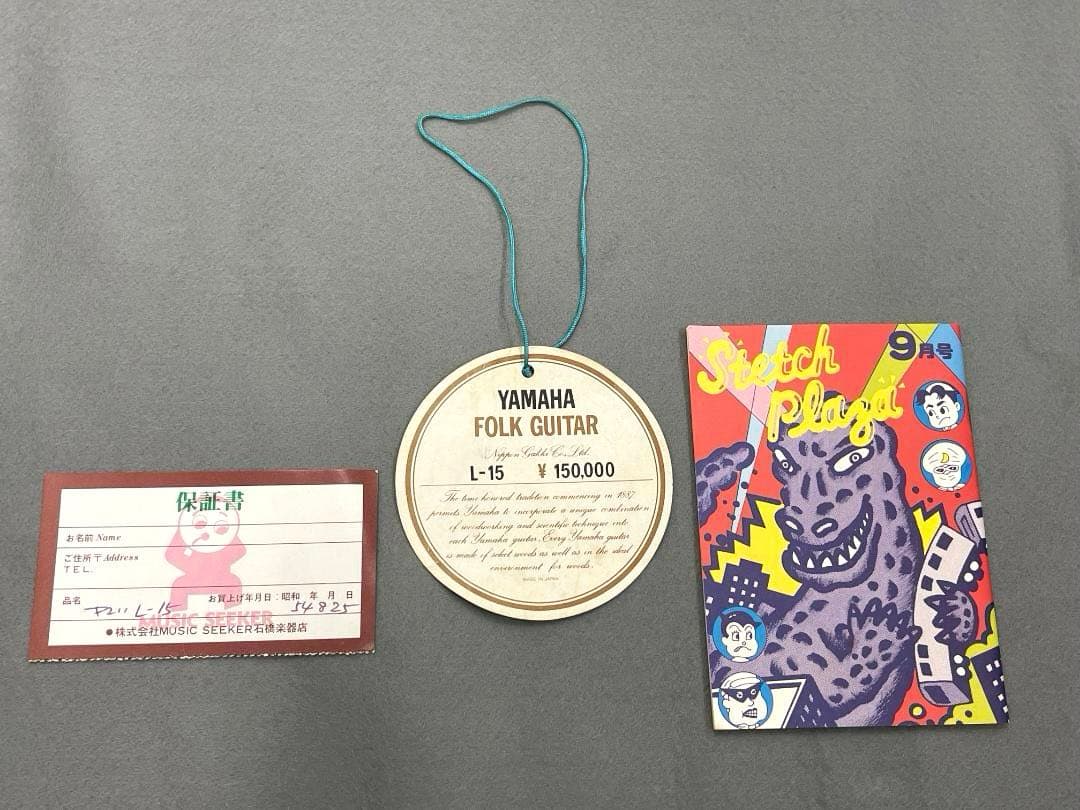 保証書
お名前 Name
ご住所〒Address
TEL.
品名 L-15 お買上げ年月日:昭和 年 月 日
54 8 25
MUSIC SEEKER
●株式会社MUSIC SEEKER石橋楽器店
YAMAHA
FOLK GUITAR
Nippon Gakki Co., Ltd.
L-15 ¥ 150,000
The time honored tradition commencing in 1887
permits Yamaha to incorporate a unique combination
of woodworking and scientific technique into
each Yamaha guitar. Every Yamaha guitar
is made of select woods as well as in the ideal
environment for woods.
MADE IN JAPAN
Stetch
Plaza
9月号